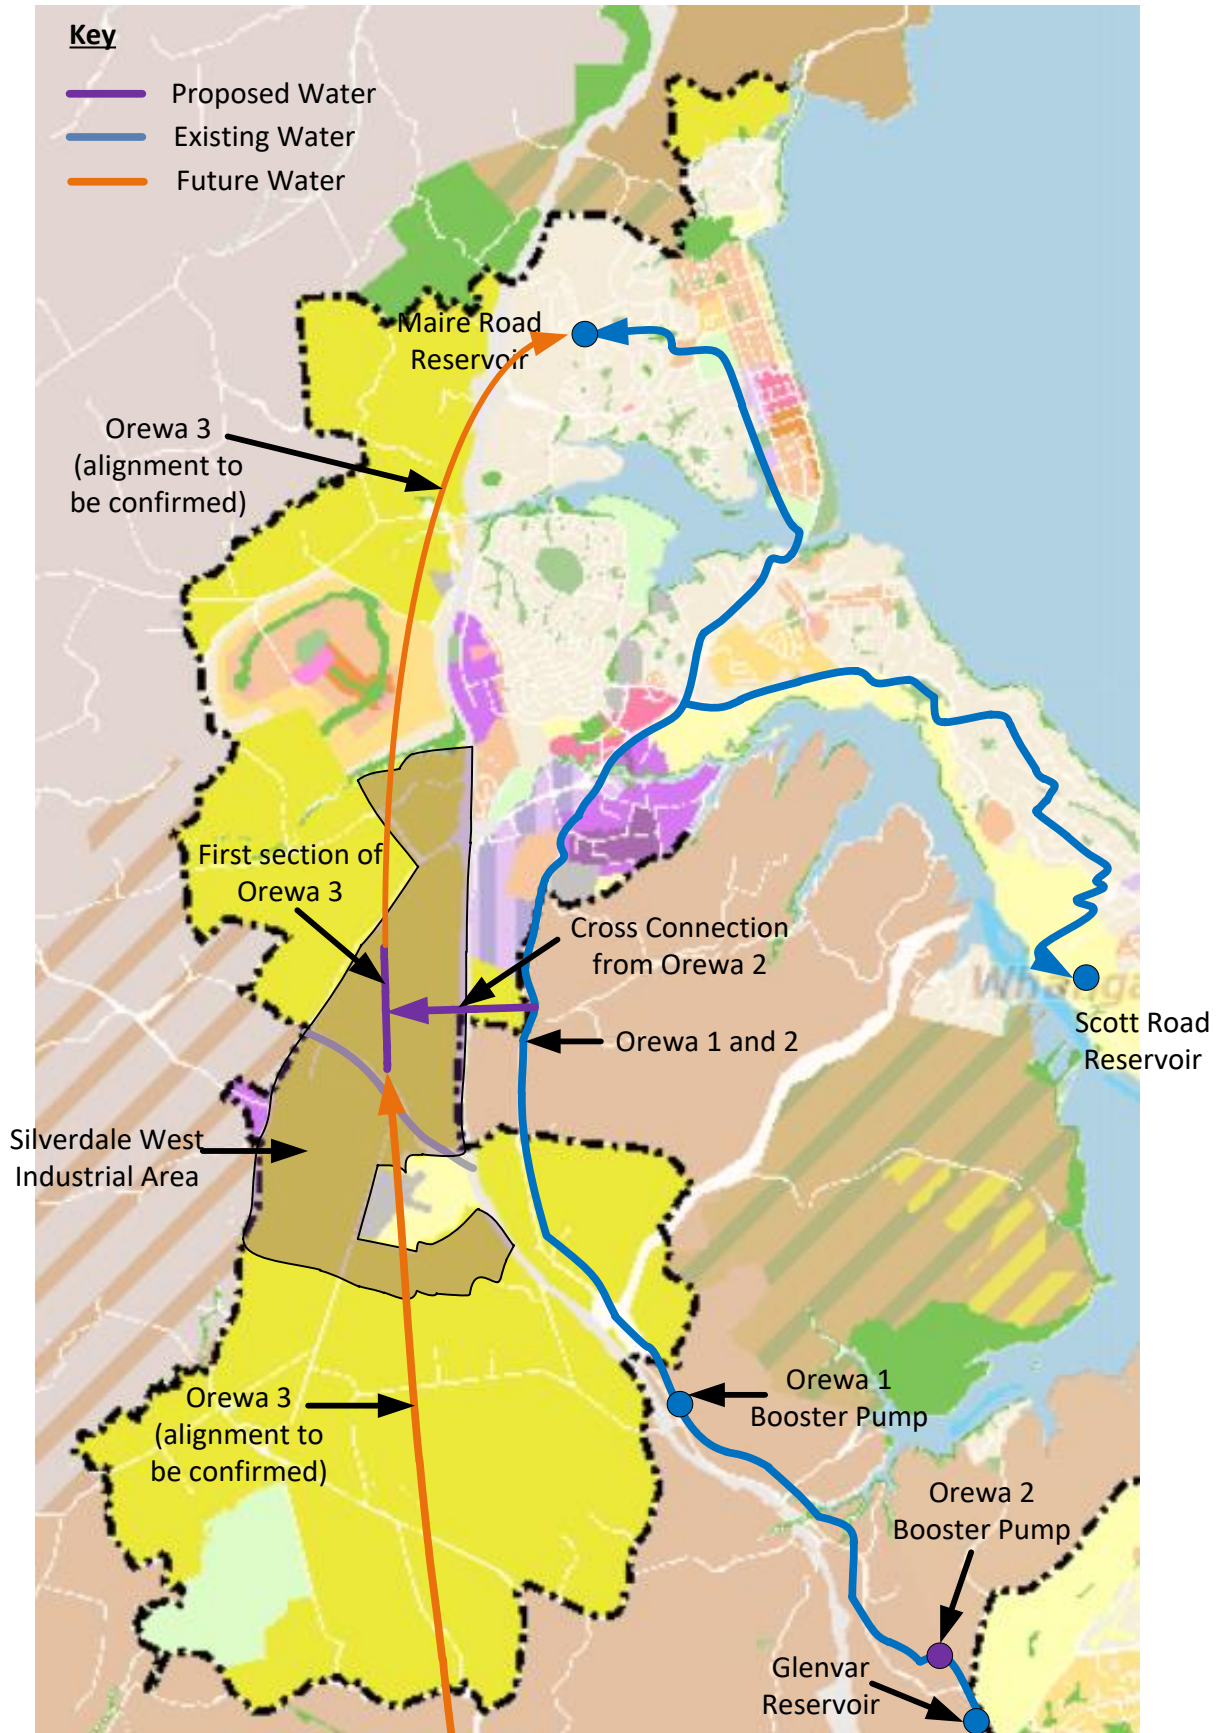 Key
Proposed Water
Existing Water
Future Water
Maire Road
Reservoir
Orewa 3
(alignment to
be confirmed)
First section of
Orewa 3
Cross Connection
from Orewa 2
Orewa 1 and 2
Scott Road
Reservoir
Silverdale West
Industrial Area
Orewa 3
(alignment to
be confirmed)
Orewa 1
Booster Pump
Orewa 2
Booster Pump
Glenvar
Reservoir